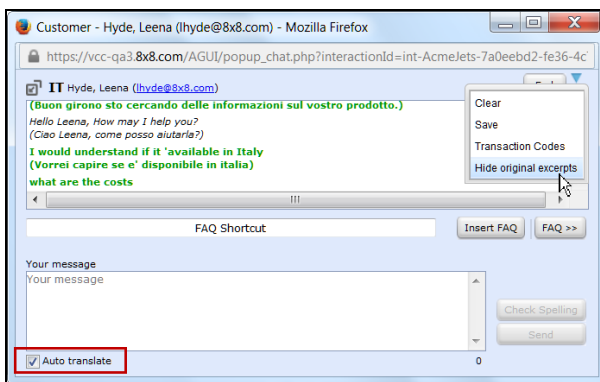 Customer - Hyde, Leena (lhyde@8x8.com) - Mozilla Firefox
https://vcc-qa3.8x8.com/AGUI/popup_chat.php?interactionId=int-AcmeJets-7a0eebd2-fe36-4c
IT Hyde, Leena (lhyde@8x8.com)
(Buon girono sto cercando delle informazioni sul vostro prodotto.)
Hello Leena, How may I help you?
(Ciao Leena, come posso aiutarla?)
I would understand if it 'available in Italy
(Vorrei capire se e' disponibile in italia)
what are the costs
Clear
Save
Transaction Codes
Hide original excerpts
FAQ Shortcut
Insert FAQ
FAQ >>
Your message
Your message
Check Spelling
Send
Auto translate
0